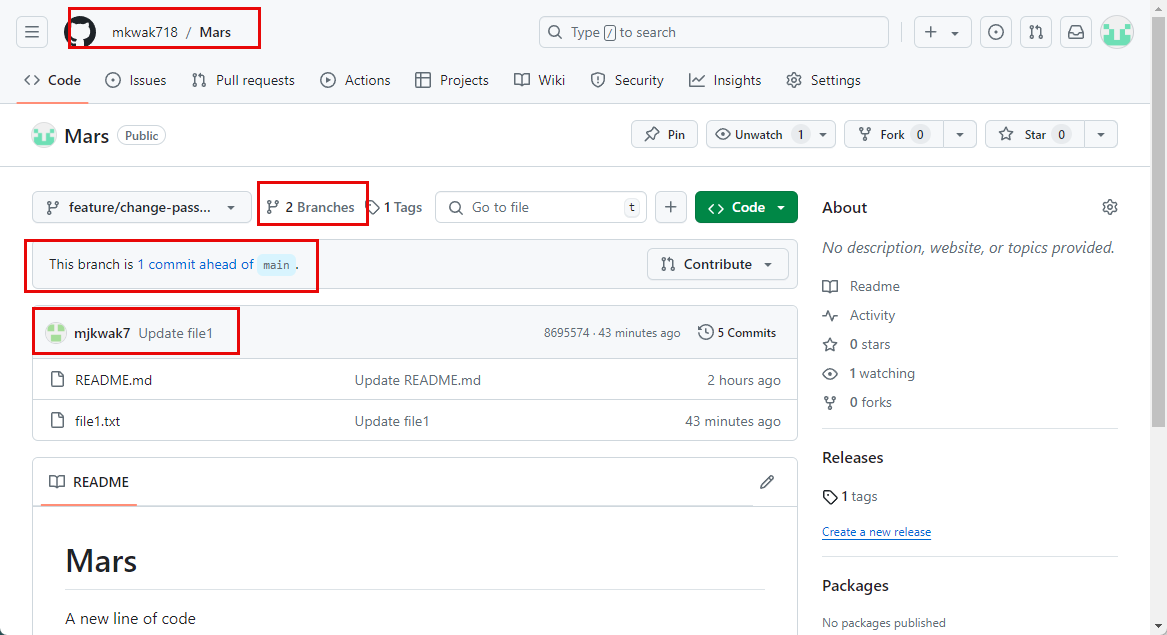 mkwak718 / Mars
Type / to search
Code Issues Pull requests Actions Projects Wiki Security Insights Settings
Mars Public
Pin Unwatch 1 Fork 0 Star 0
feature/change-pass... 2 Branches 1 Tags Go to file t Code
This branch is 1 commit ahead of main .
Contribute
mjkwak7 Update file1 8695574 · 43 minutes ago 5 Commits
README.md Update README.md 2 hours ago
file1.txt Update file1 43 minutes ago
README
Mars
A new line of code
About
No description, website, or topics provided.
Readme
Activity
0 stars
1 watching
0 forks
Releases
1 tags
Create a new release
Packages
No packages published